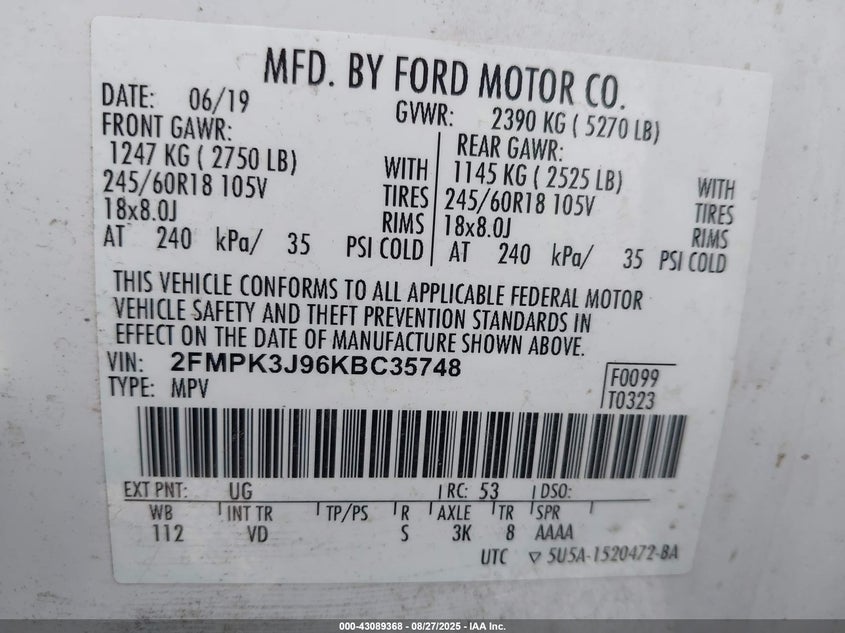 MFD. BY FORD MOTOR CO.
DATE: 06/19 GVWR: 2390 KG ( 5270 LB)
FRONT GAWR: REAR GAWR:
1247 KG ( 2750 LB) WITH 1145 KG ( 2525 LB) WITH
245/60R18 105V TIRES 245/60R18 105V TIRES
18x8.0J RIMS 18x8.0J RIMS
AT 240 kPa/ 35 PSI COLD AT 240 kPa/ 35 PSI COLD
THIS VEHICLE CONFORMS TO ALL APPLICABLE FEDERAL MOTOR
VEHICLE SAFETY AND THEFT PREVENTION STANDARDS IN
EFFECT ON THE DATE OF MANUFACTURE SHOWN ABOVE.
VIN: 2FMPK3J96KBC35748 F0099
TYPE: MPV T0323
EXT PNT: UG RC: 53 DSO:
WB INT TR TP/PS R AXLE TR SPR
112 VD S 3K 8 AAAA
UTC ▽ 5U5A-1520472-BA
000-43089368 - 08/27/2025 - IAA Inc.